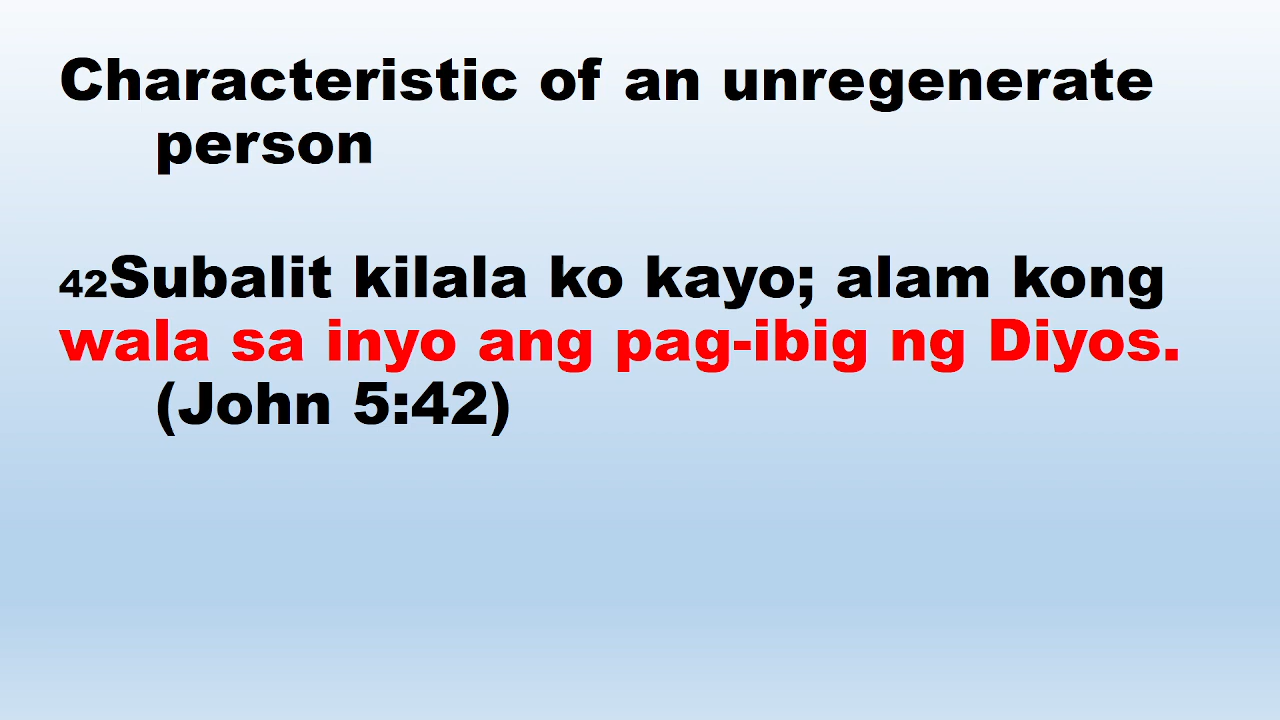 Characteristic of an unregenerate
person
42Subalit kilala ko kayo; alam kong
wala sa inyo ang pag-ibig ng Diyos.
(John 5:42)